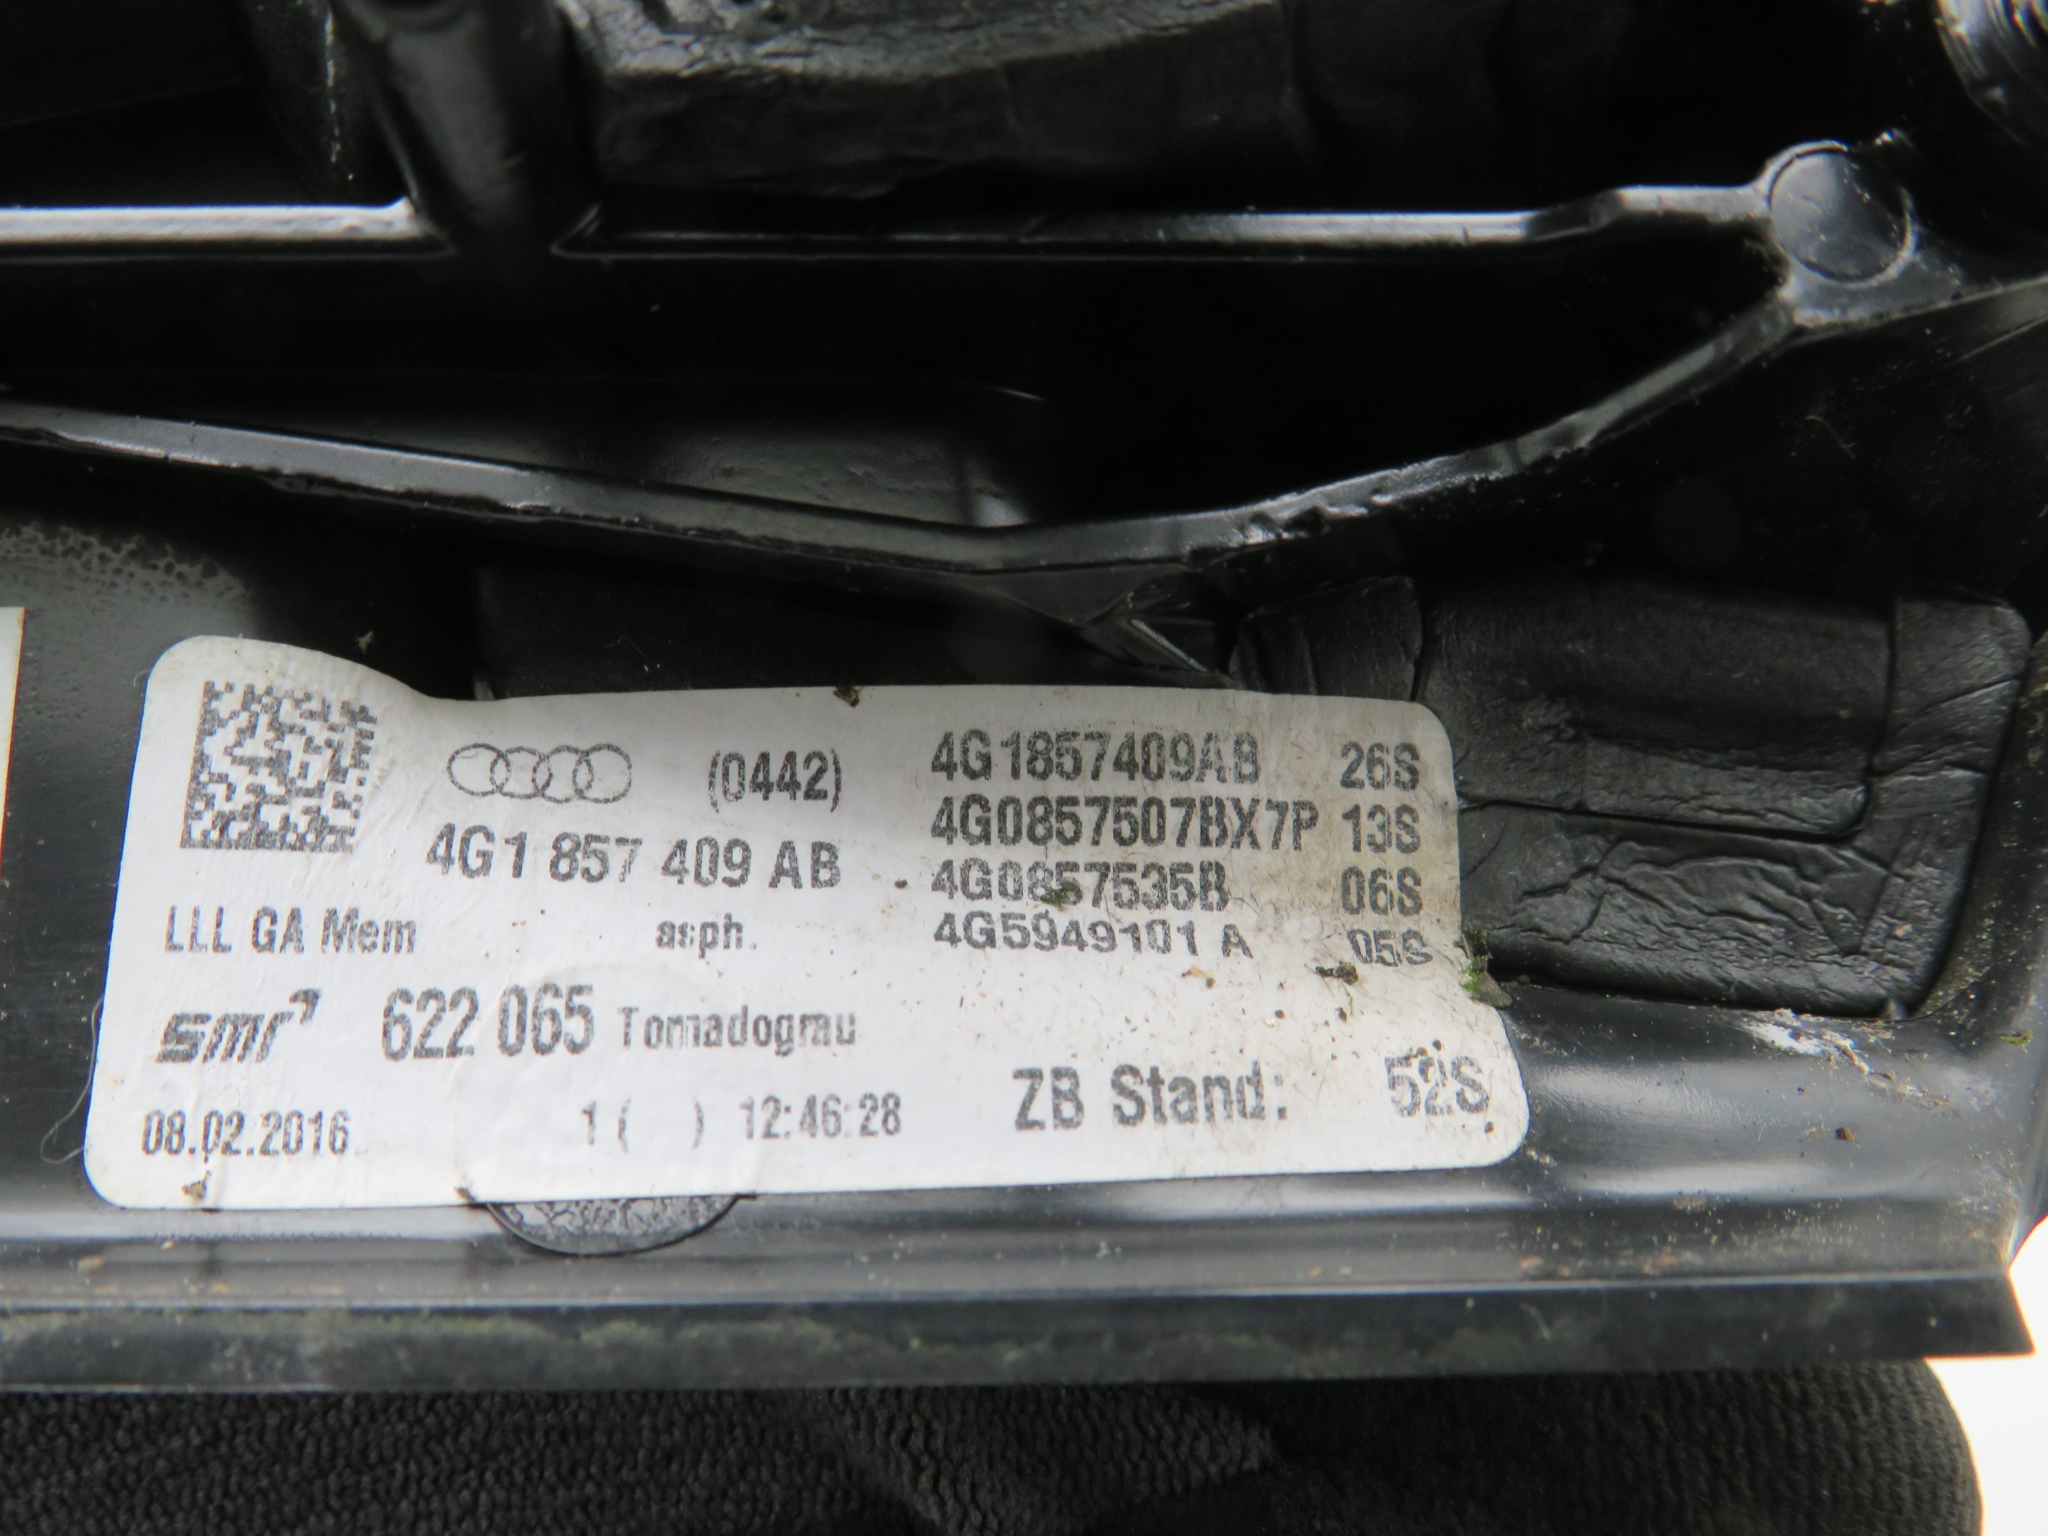 (0442)
4G1 857 409 AB
LLL GA Mem asph.
smr
622 065 Tornadograu
08.02.2016 1 ( ) 12:46:28
4G1857409AB 26S
4G0857507BX7P 13S
4G0857535B 06S
4G5949101 A 05S
ZB Stand: 52S